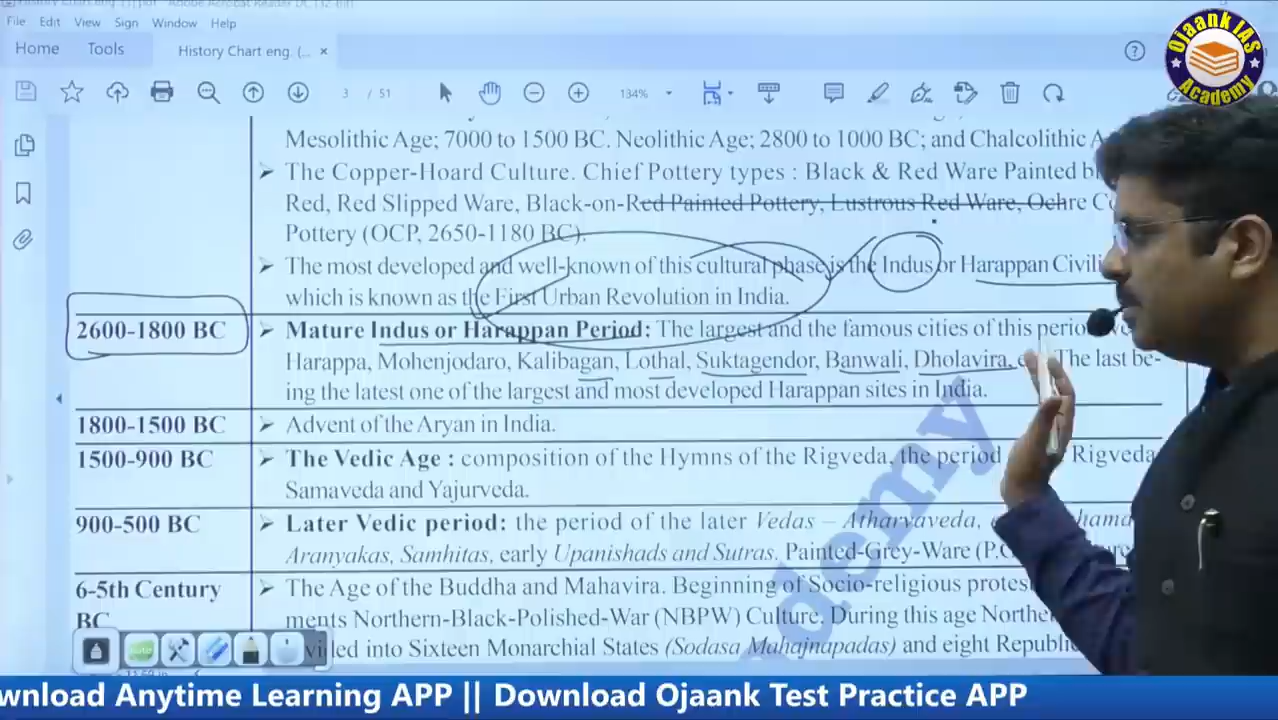 File Edit View Sign Window Help
Home Tools History Chart eng. (... ×
3 / 51 134%
Ojaank IAS Academy
Mesolithic Age; 7000 to 1500 BC. Neolithic Age; 2800 to 1000 BC; and Chalcolithic
➢ The Copper-Hoard Culture. Chief Pottery types : Black & Red Ware Painted
Red, Red Slipped Ware, Black-on-Red Painted Pottery, Lustrous Red Ware, Ochre
Pottery (OCP, 2650-1180 BC).
➢ The most developed and well-known of this cultural phase is the Indus or Harappan
which is known as the First Urban Revolution in India.
2600-1800 BC ➢ Mature Indus or Harappan Period: The largest and the famous cities of this
Harappa, Mohenjodaro, Kalibagan, Lothal, Suktagendor, Banwali, Dholavira, The last be-
ing the latest one of the largest and most developed Harappan sites in India.
1800-1500 BC ➢ Advent of the Aryan in India.
1500-900 BC ➢ The Vedic Age : composition of the Hymns of the Rigveda, the period Rigveda
Samaveda and Yajurveda.
900-500 BC ➢ Later Vedic period: the period of the later Vedas – Atharvaveda,
Aranyakas, Samhitas, early Upanishads and Sutras. Painted-Grey-Ware
6-5th Century ➢ The Age of the Buddha and Mahavira. Beginning of Socio-religious
BC ments Northern-Black-Polished-War (NBPW) Culture. During this age
into Sixteen Monarchial States (Sodasa Mahajnapadas) and eight
wnload Anytime Learning APP || Download Ojaank Test Practice APP